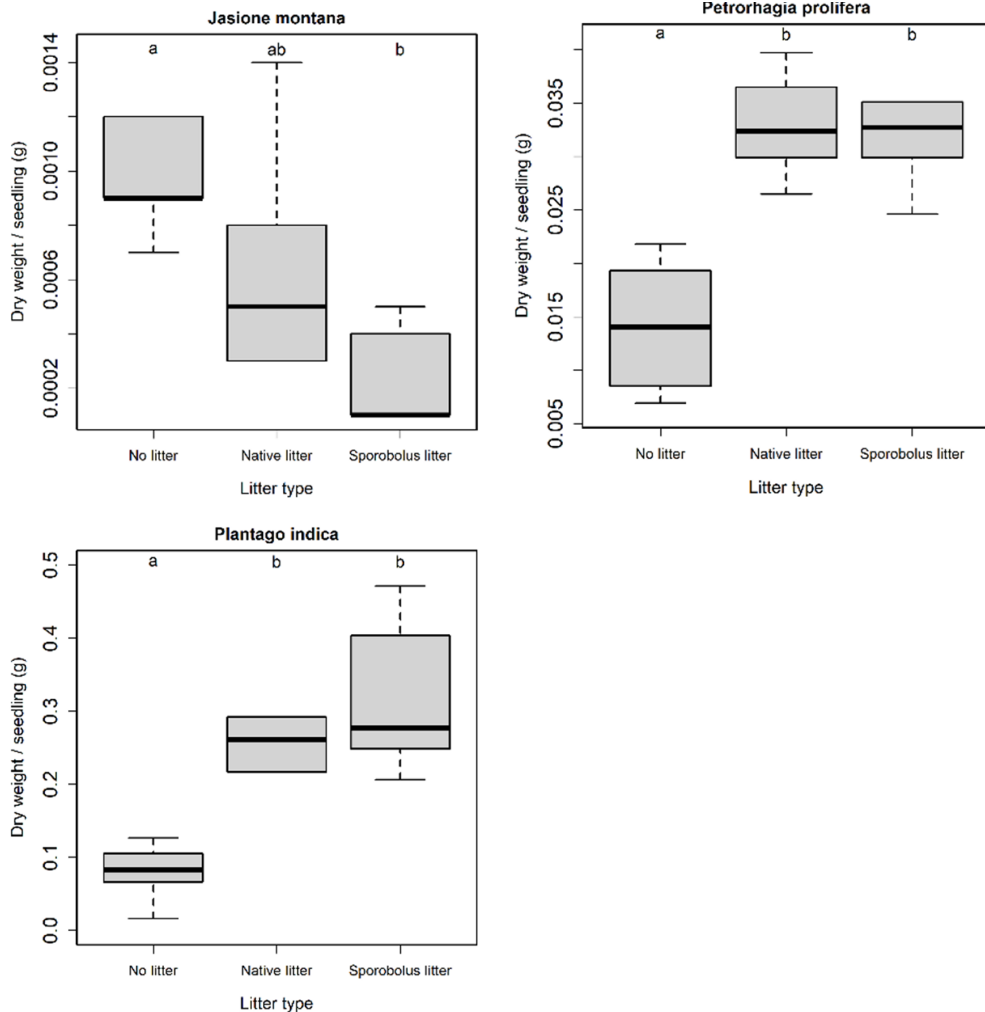 Jasione montana
a ab b
0.0014
0.0010
0.0006
0.0002
Dry weight / seedling (g)
No litter Native litter Sporobolus litter
Litter type
Petrorhagia prolifera
a b b
0.035
0.025
0.015
0.005
Dry weight / seedling (g)
No litter Native litter Sporobolus litter
Litter type
Plantago indica
a b b
0.5
0.4
0.3
0.2
0.1
0.0
Dry weight / seedling (g)
No litter Native litter Sporobolus litter
Litter type